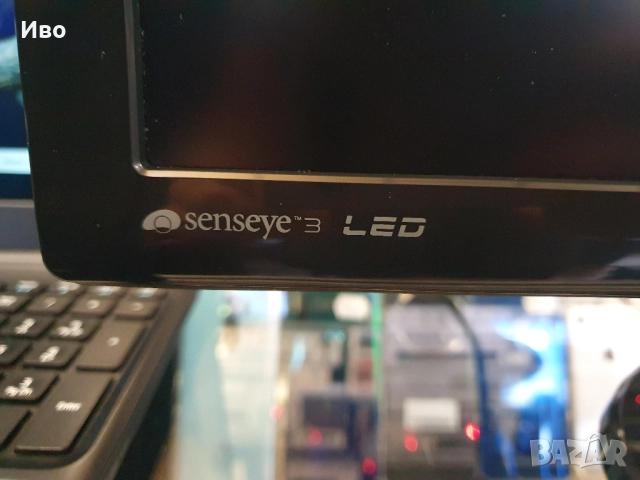 Иво
senseye™3 LED
BAZAR